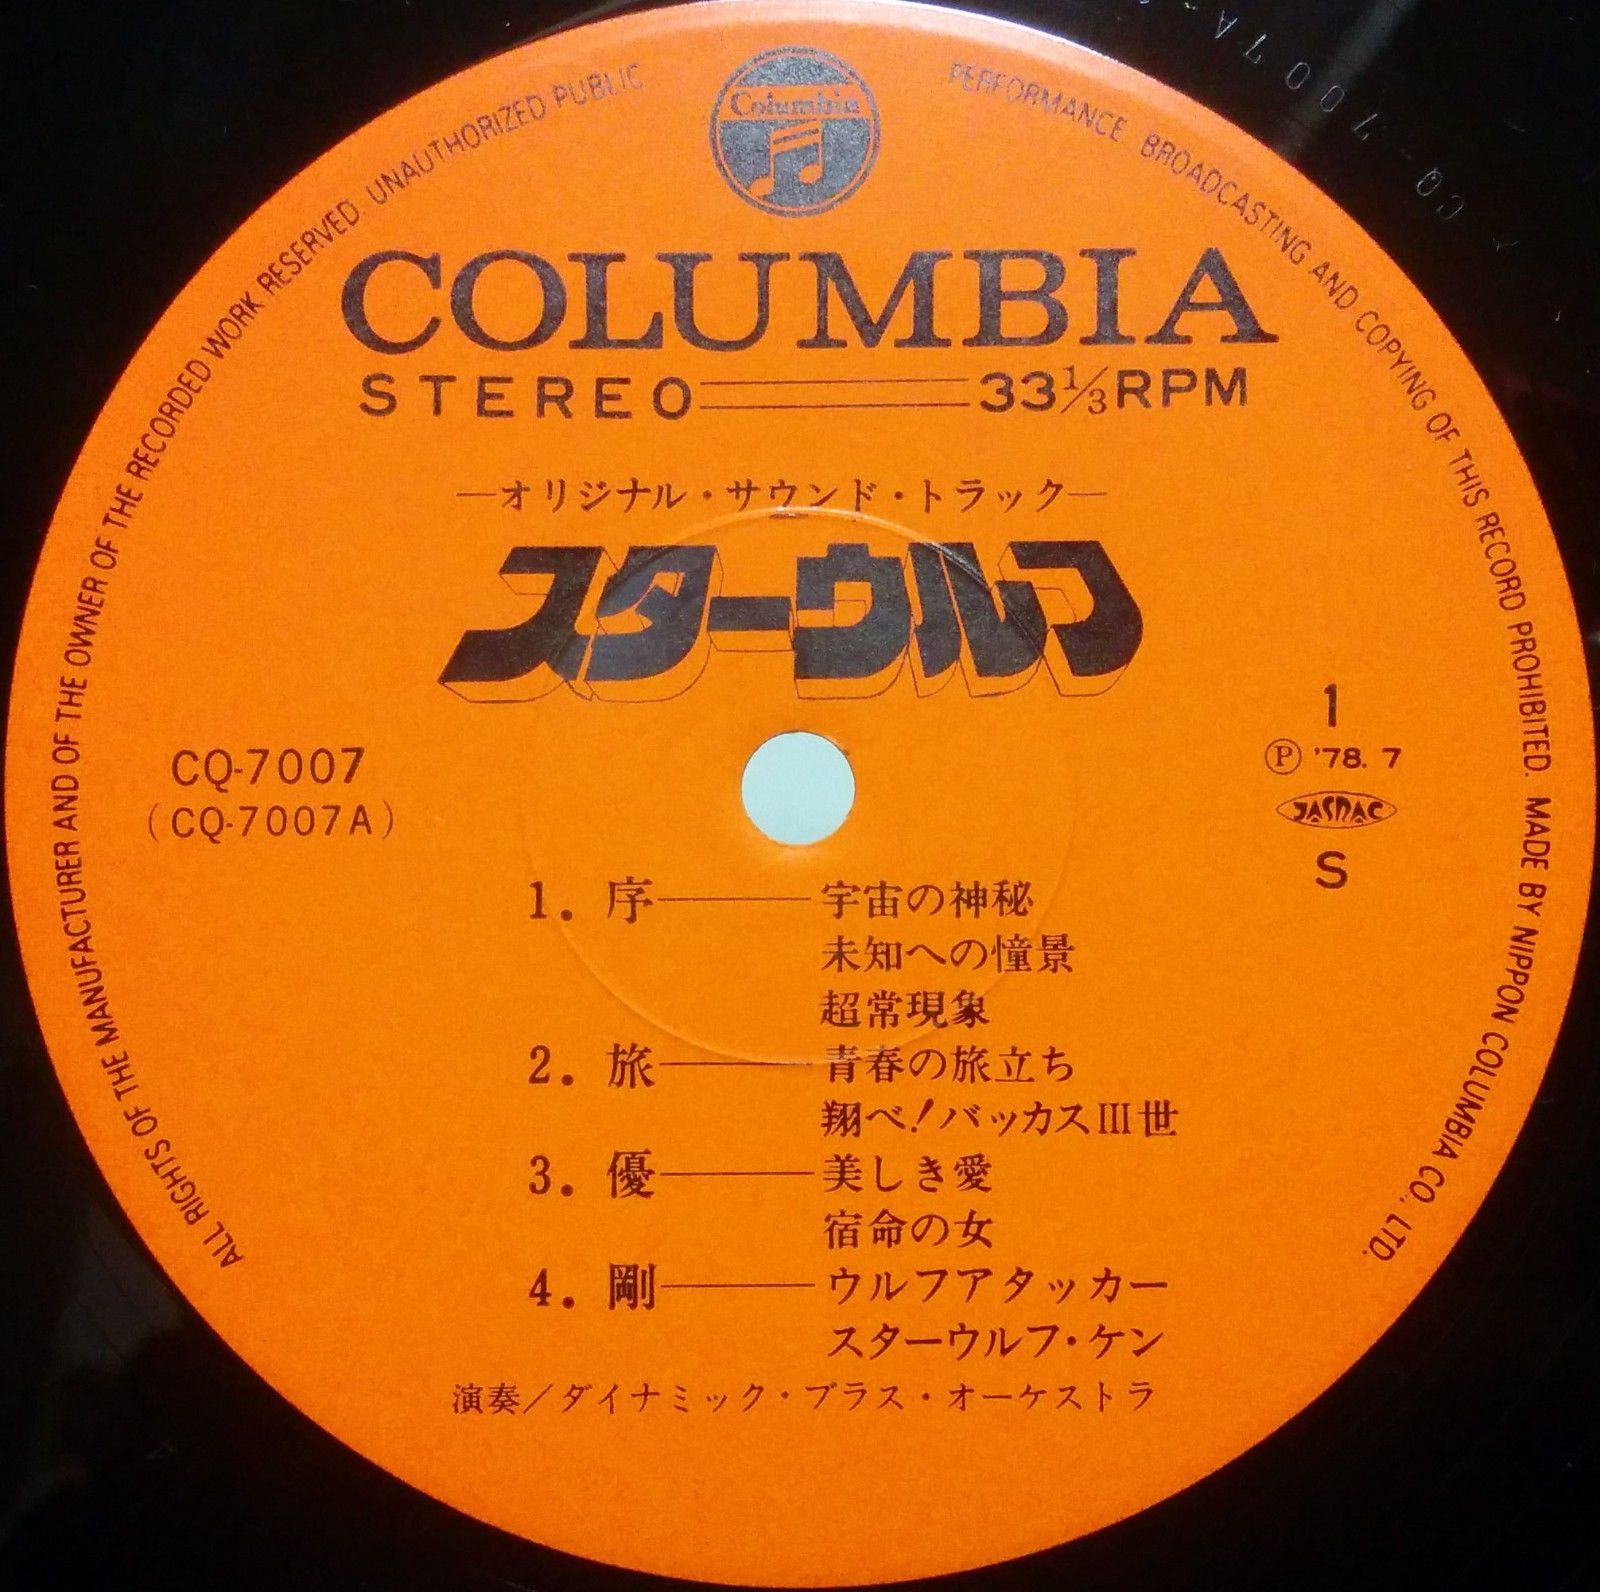 Columbia
COLUMBIA
STEREO 33⅓RPM
—オリジナル・サウンド・トラック—
スターウルフ
1
Ⓟ '78. 7
JASRAC
S
CQ-7007
(CQ-7007A)
1. 序——宇宙の神秘
未知への憧景
超常現象
2. 旅——青春の旅立ち
翔べ!バッカスIII世
3. 優——美しき愛
宿命の女
4. 剛——ウルフアタッカー
スターウルフ・ケン
演奏/ダイナミック・ブラス・オーケストラ
ALL RIGHTS OF THE MANUFACTURER AND OF THE OWNER OF THE RECORDED WORK RESERVED. UNAUTHORIZED PUBLIC PERFORMANCE BROADCASTING AND COPYING OF THIS RECORD PROHIBITED. MADE BY NIPPON COLUMBIA CO., LTD.
CQ-7007A